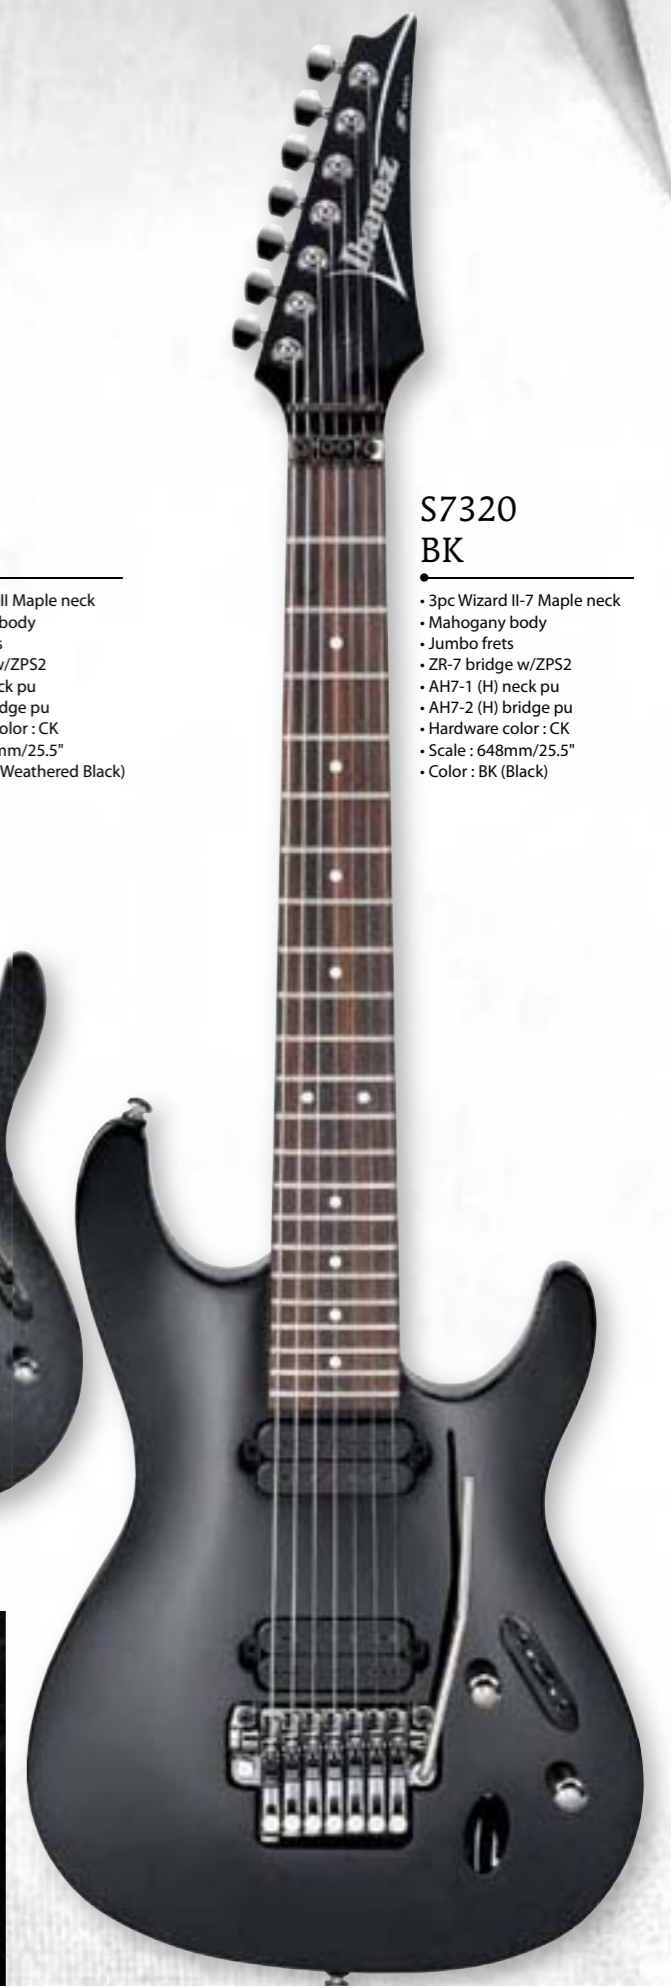 Ibanez
S7320
BK
• 3pc Wizard II-7 Maple neck
• Mahogany body
• Jumbo frets
• ZR-7 bridge w/ZPS2
• AH7-1 (H) neck pu
• AH7-2 (H) bridge pu
• Hardware color : CK
• Scale : 648mm/25.5"
• Color : BK (Black)
II Maple neck
body
s
w/ZPS2
ck pu
dge pu
olor : CK
mm/25.5"
Weathered Black)